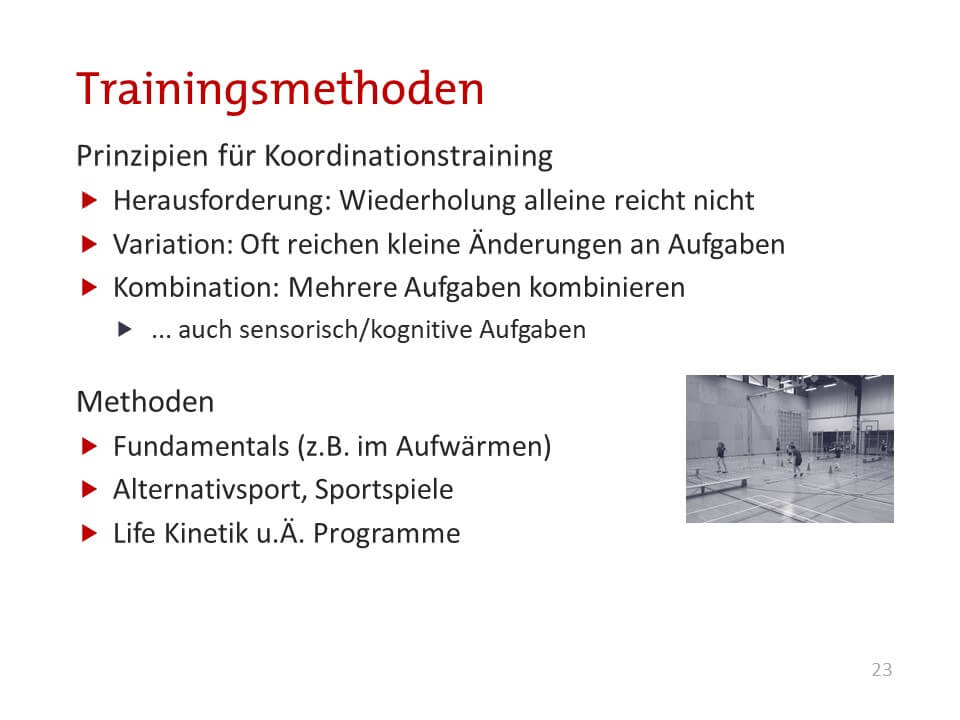 Trainingsmethoden
Prinzipien für Koordinationstraining
Herausforderung: Wiederholung alleine reicht nicht
Variation: Oft reichen kleine Änderungen an Aufgaben
Kombination: Mehrere Aufgaben kombinieren
... auch sensorisch/kognitive Aufgaben
Methoden
Fundamentals (z.B. im Aufwärmen)
Alternativsport, Sportspiele
Life Kinetik u.Ä. Programme
23